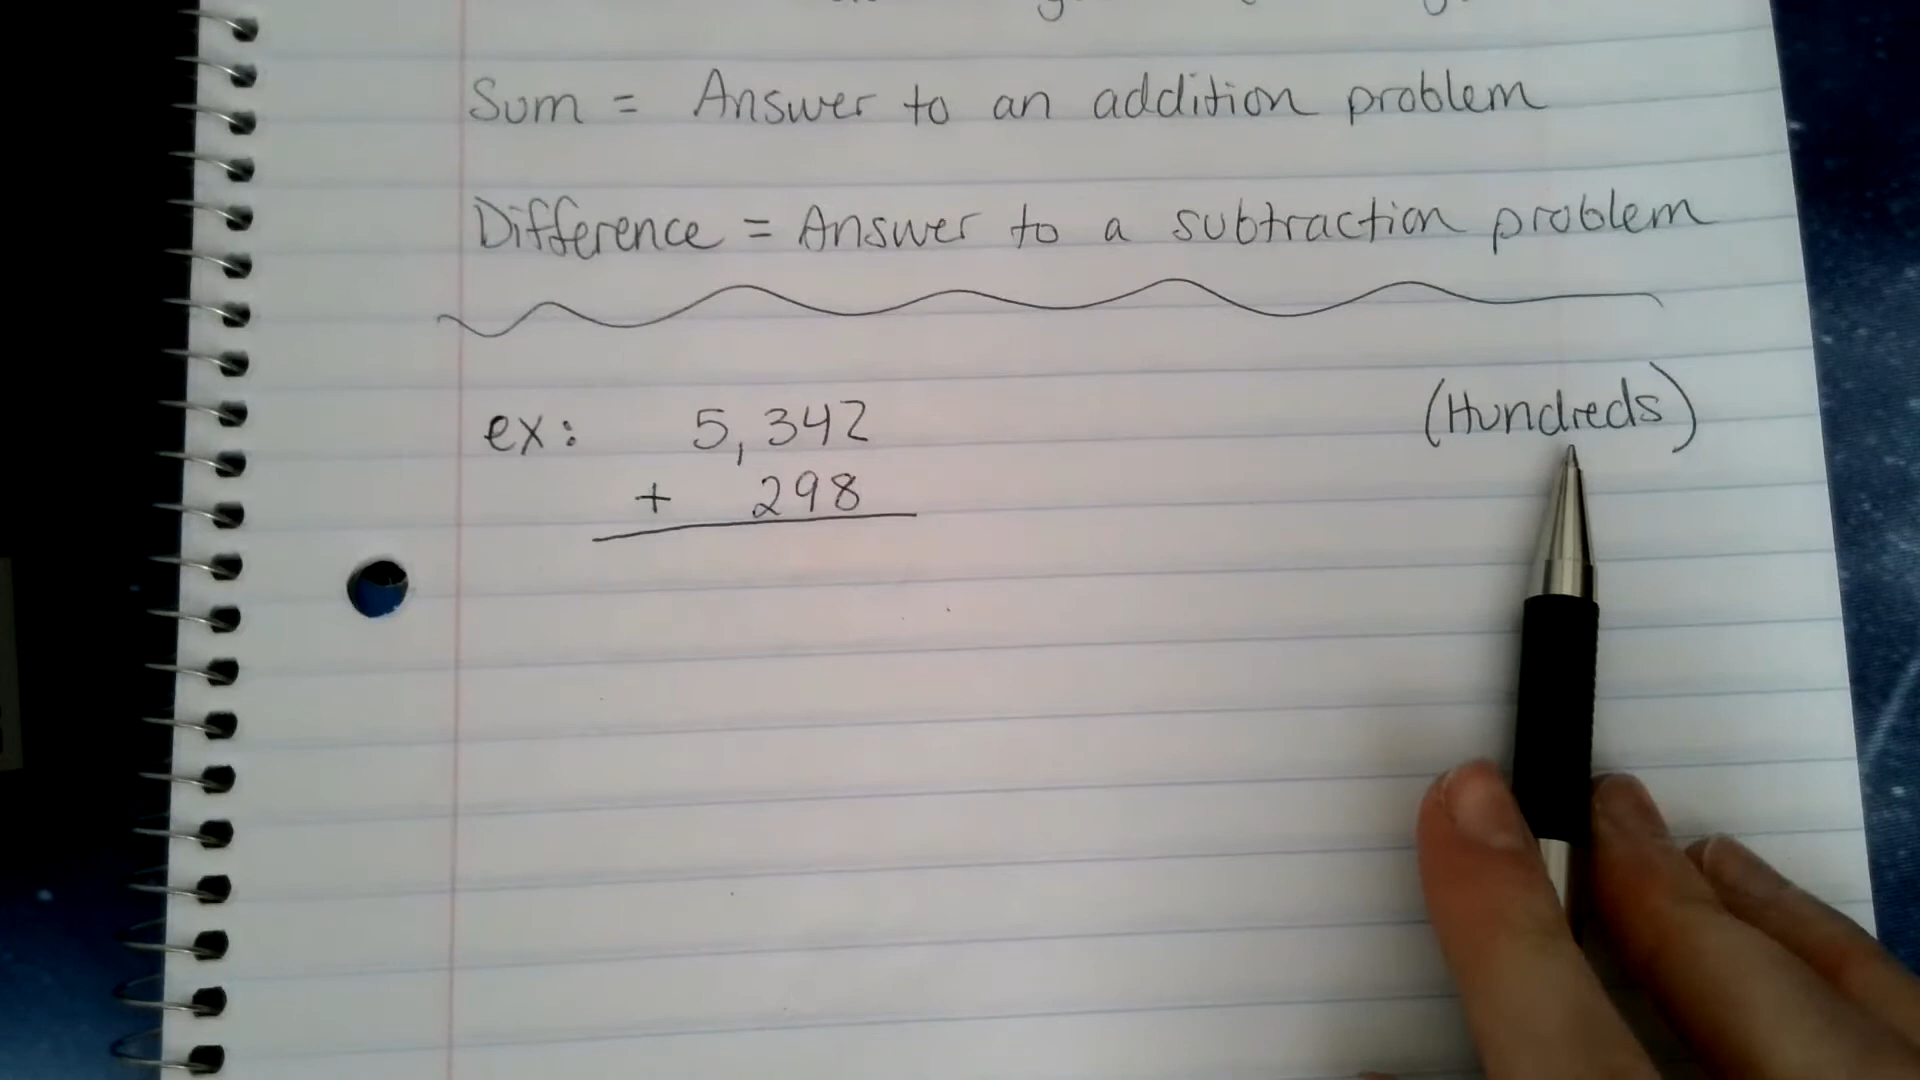 Sum = Answer to an addition problem
Difference = Answer to a subtraction problem
ex: 5,342 (Hundreds)
+ 298